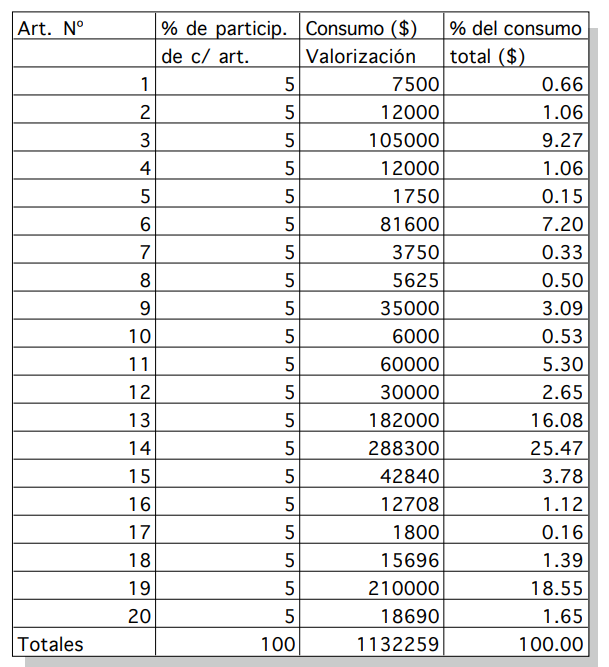 Art. Nº % de particip. Consumo ($) % del consumo
de c/ art. Valorización total ($)
1 5 7500 0.66
2 5 12000 1.06
3 5 105000 9.27
4 5 12000 1.06
5 5 1750 0.15
6 5 81600 7.20
7 5 3750 0.33
8 5 5625 0.50
9 5 35000 3.09
10 5 6000 0.53
11 5 60000 5.30
12 5 30000 2.65
13 5 182000 16.08
14 5 288300 25.47
15 5 42840 3.78
16 5 12708 1.12
17 5 1800 0.16
18 5 15696 1.39
19 5 210000 18.55
20 5 18690 1.65
Totales 100 1132259 100.00